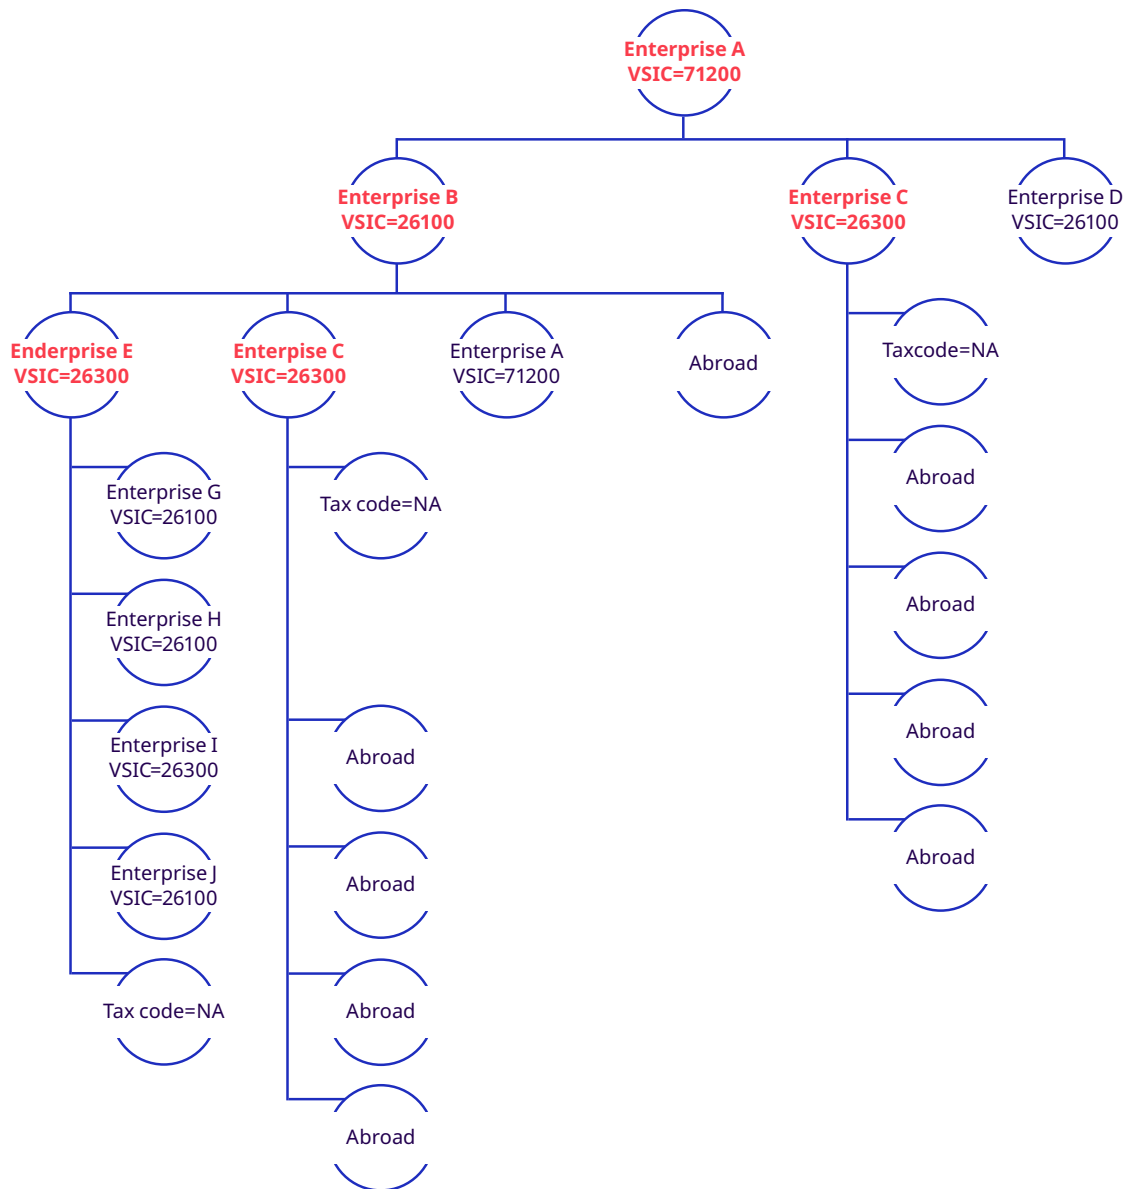 Enterprise A
VSIC=71200
Enterprise B
VSIC=26100
Enterprise C
VSIC=26300
Enterprise D
VSIC=26100
Enderprise E
VSIC=26300
Enterpise C
VSIC=26300
Enterprise A
VSIC=71200
Abroad
Taxcode=NA
Abroad
Enterprise G
VSIC=26100
Tax code=NA
Abroad
Enterprise H
VSIC=26100
Abroad
Enterprise I
VSIC=26300
Abroad
Abroad
Enterprise J
VSIC=26100
Abroad
Tax code=NA
Abroad
Abroad